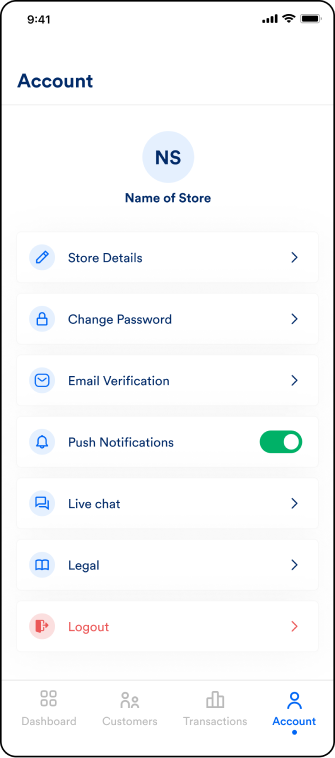 9:41
Account
NS
Name of Store
Store Details
Change Password
Email Verification
Push Notifications
Live chat
Legal
Logout
Dashboard Customers Transactions Account